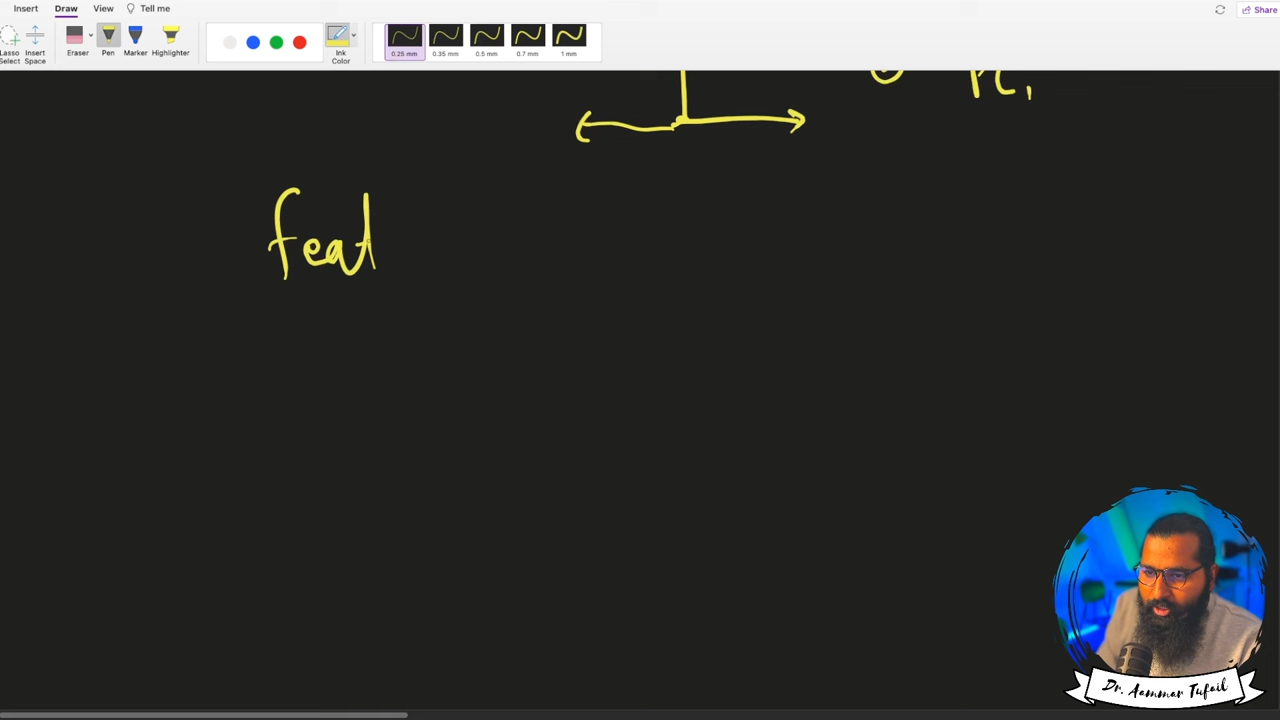 Insert Draw View Tell me Share
Lasso Select
Insert Space
Eraser
Pen
Marker
Highlighter
Ink Color
0.25 mm 0.35 mm 0.5 mm 0.7 mm 1 mm
PC1
feat
Dr. Aammar Tufail